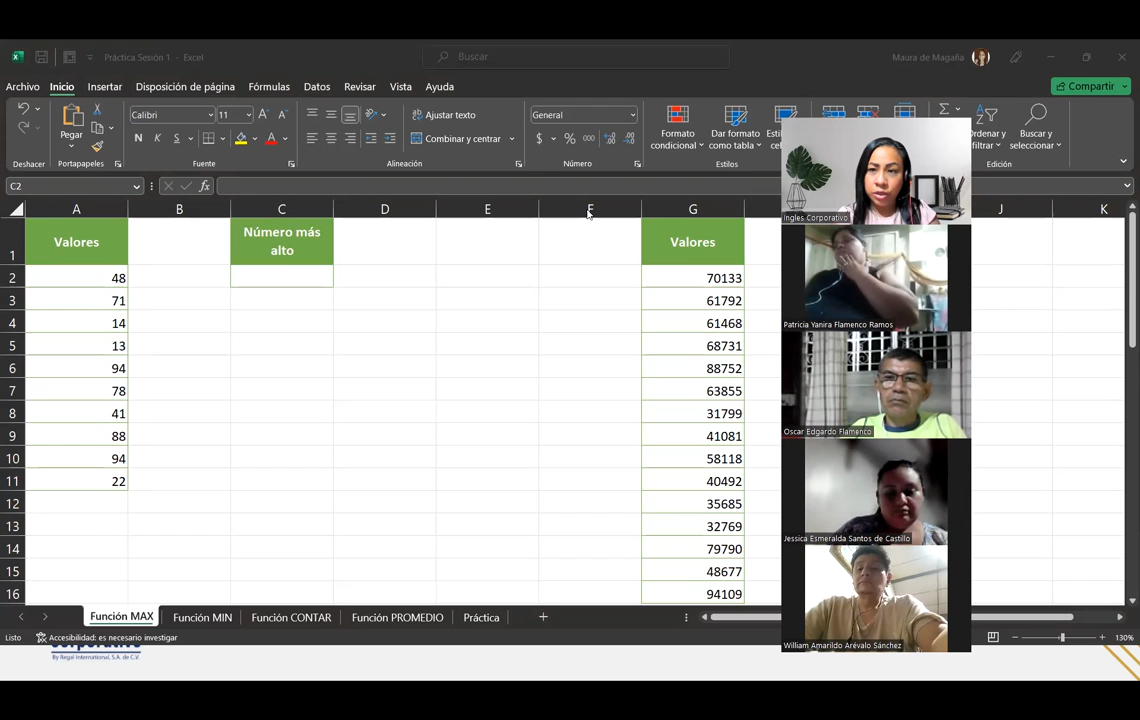 Práctica Sesión 1 - Excel
Buscar
Maura de Magaña
Archivo Inicio Insertar Disposición de página Fórmulas Datos Revisar Vista Ayuda
Compartir
Pegar
Calibri 11
N K S
Ajustar texto
Combinar y centrar
General
$ % 000
Formato condicional
Dar formato como tabla
Ordenar y filtrar
Buscar y seleccionar
Deshacer Portapapeles Fuente Alineación Número Estilos Edición
C2 fx
A B C D E F G J K
1 Valores Número más alto Valores
2 48 70133
3 71 61792
4 14 61468
5 13 68731
6 94 88752
7 78 63855
8 41 31799
9 88 41081
10 94 58118
11 22 40492
12 35685
13 32769
14 79790
15 48677
16 94109
Ingles Corporativo
Patricia Yanira Flamenco Ramos
Oscar Edgardo Flamenco
Jessica Esmeralda Santos de Castillo
William Amarildo Arévalo Sánchez
Función MAX Función MIN Función CONTAR Función PROMEDIO Práctica
Listo Accesibilidad: es necesario investigar 130%
By Regal International, S.A. de C.V.